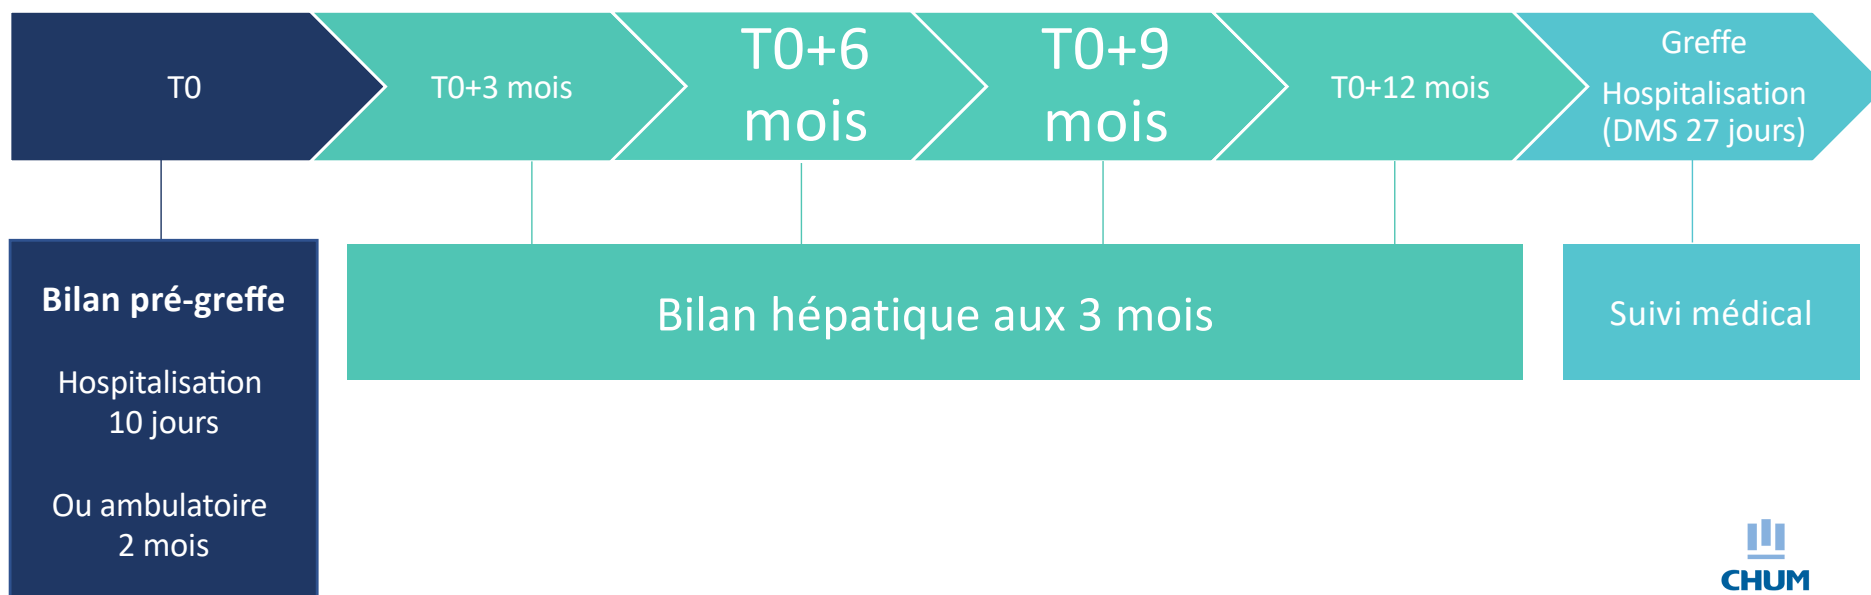 T0
T0+3 mois
T0+6
mois
T0+9
mois
T0+12 mois
Greffe
Hospitalisation
(DMS 27 jours)
Bilan pré-greffe
Hospitalisation
10 jours
Ou ambulatoire
2 mois
Bilan hépatique aux 3 mois
Suivi médical
CHUM